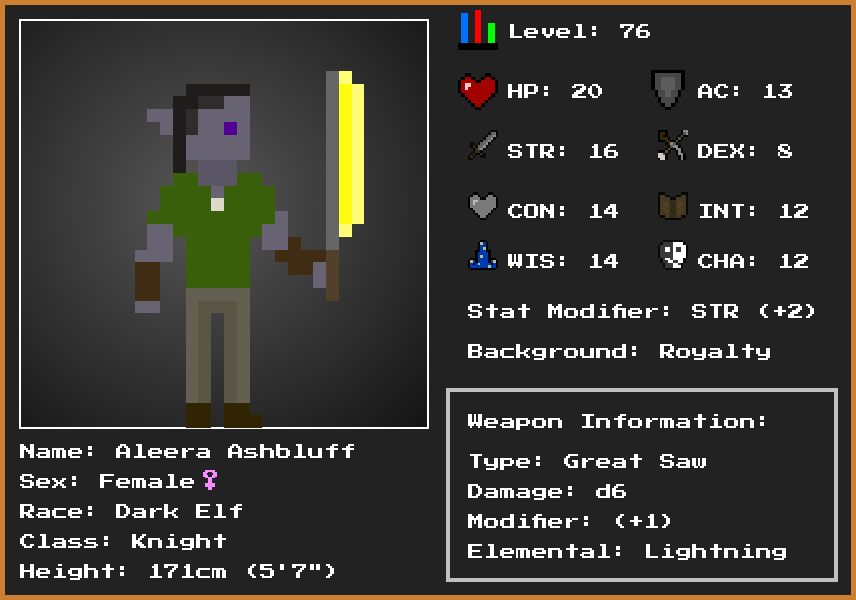 Level: 76
HP: 20 AC: 13
STR: 16 DEX: 8
CON: 14 INT: 12
WIS: 14 CHA: 12
Stat Modifier: STR (+2)
Background: Royalty
Weapon Information:
Type: Great Saw
Damage: d6
Modifier: (+1)
Elemental: Lightning
Name: Aleera Ashbluff
Sex: Female♀
Race: Dark Elf
Class: Knight
Height: 171cm (5'7")